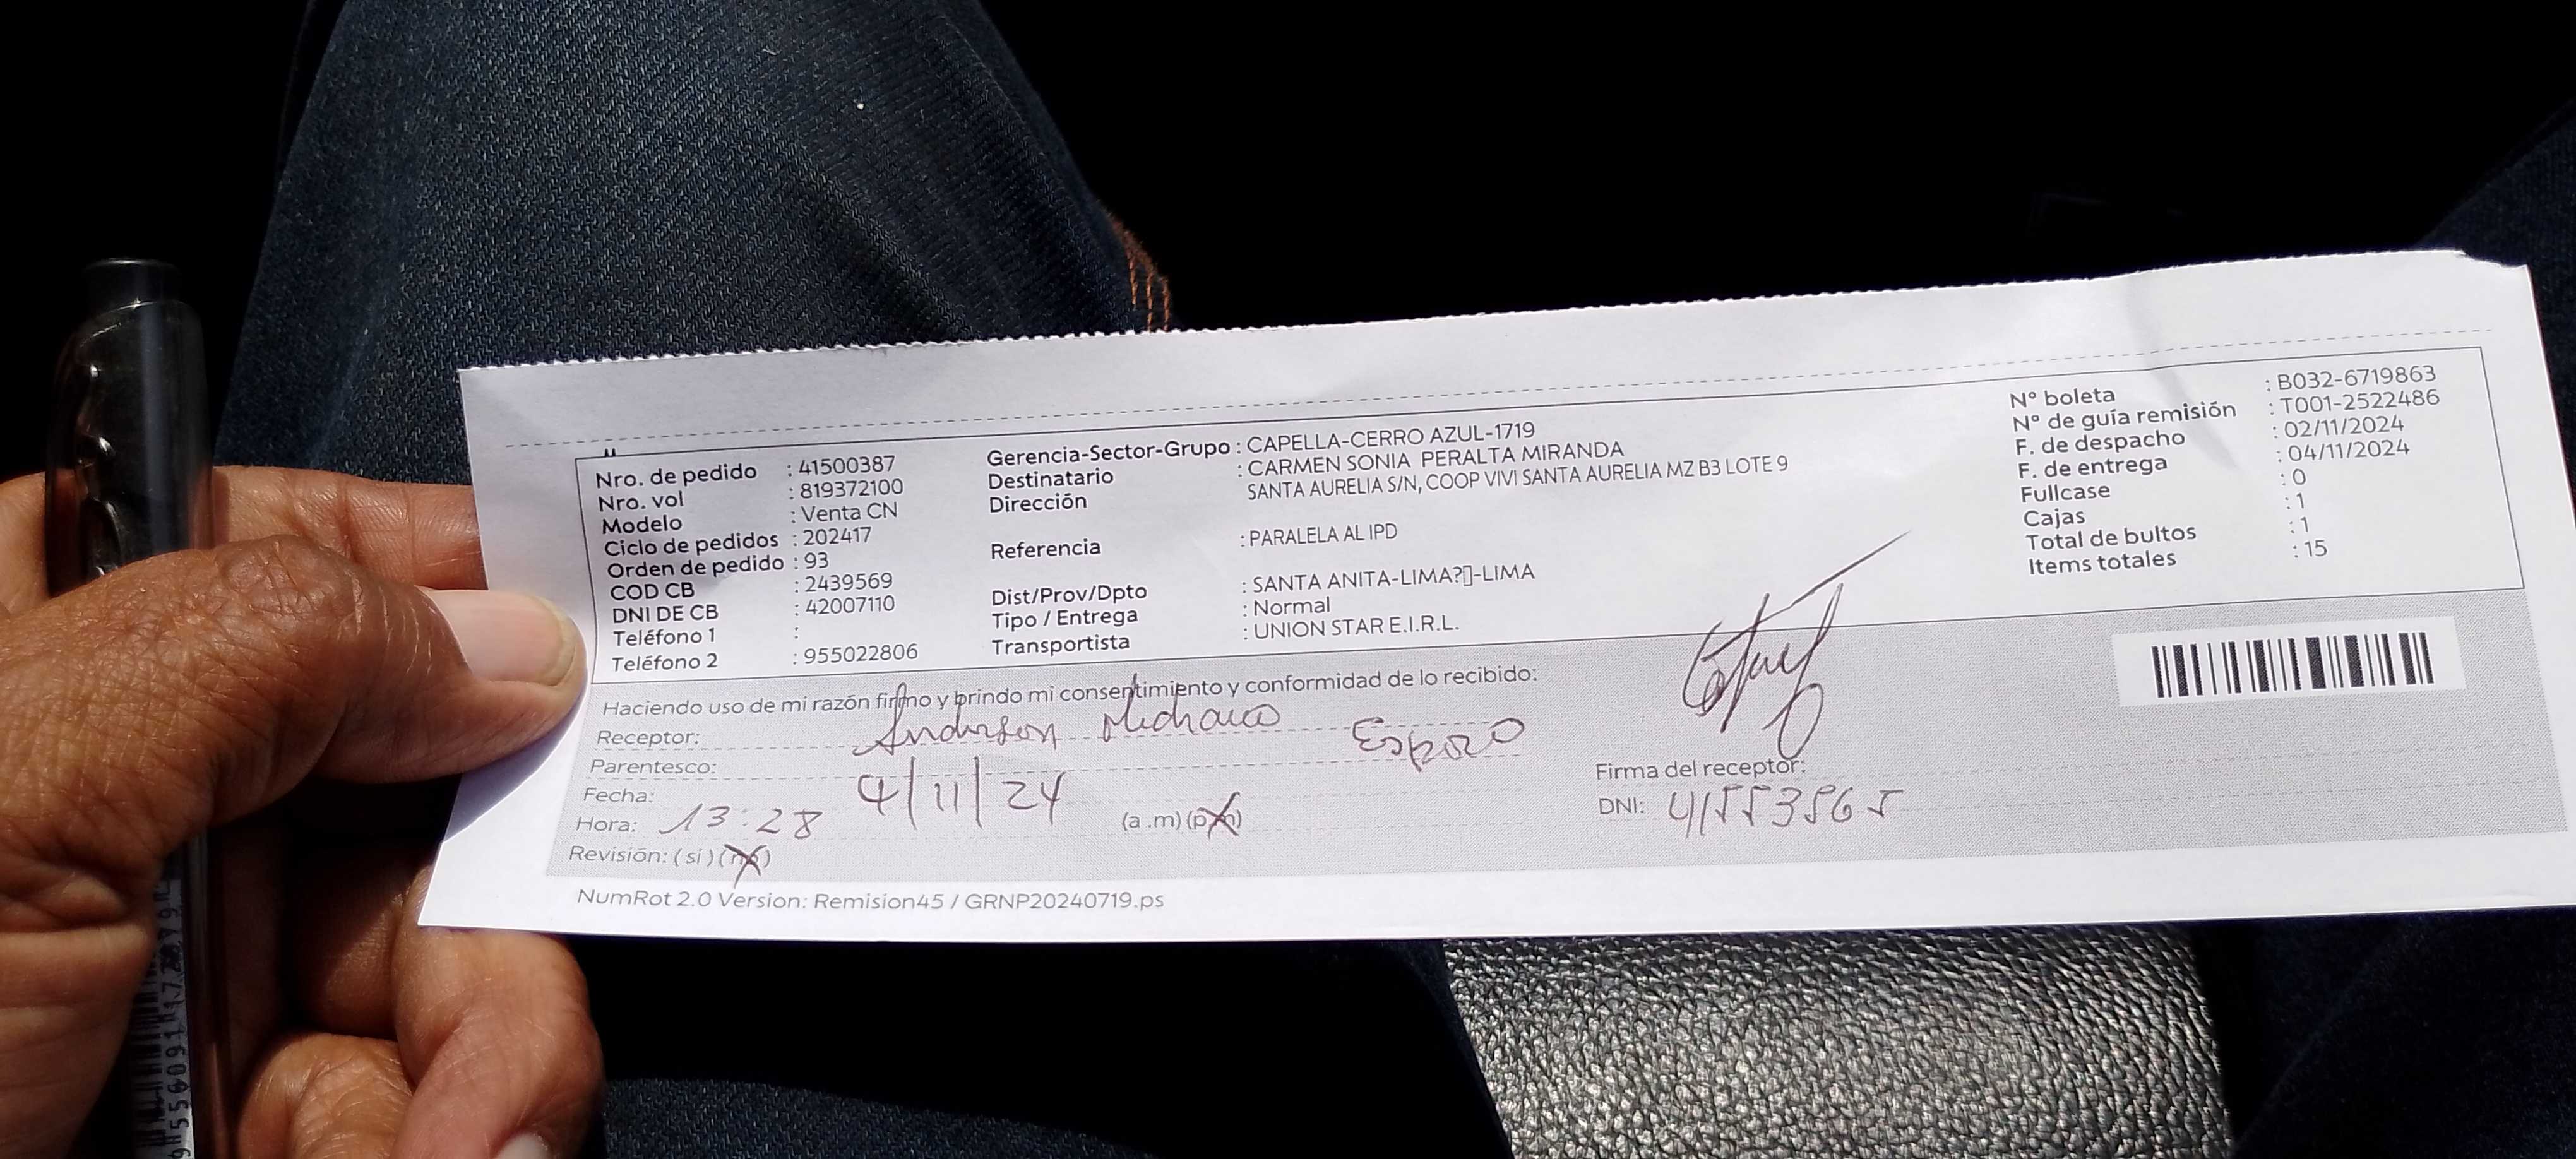 Nro. de pedido : 41500387
Nro. vol : 819372100
Modelo : Venta CN
Ciclo de pedidos : 202417
Orden de pedido : 93
COD CB : 2439569
DNI DE CB : 42007110
Teléfono 1 :
Teléfono 2 : 955022806
Gerencia-Sector-Grupo : CAPELLA-CERRO AZUL-1719
Destinatario : CARMEN SONIA PERALTA MIRANDA
Dirección SANTA AURELIA S/N, COOP VIVI SANTA AURELIA MZ B3 LOTE 9
Referencia : PARALELA AL IPD
Dist/Prov/Dpto : SANTA ANITA-LIMA?▯-LIMA
Tipo / Entrega : Normal
Transportista : UNION STAR E.I.R.L.
N° boleta : B032-6719863
N° de guía remisión : T001-2522486
F. de despacho : 02/11/2024
F. de entrega : 04/11/2024
Fullcase : 0
Cajas : 1
Total de bultos : 1
Items totales : 15
Haciendo uso de mi razón firmo y brindo mi consentimiento y conformidad de lo recibido:
Receptor: Anderson
Parentesco: Esposo
Fecha: 4/11/24
Hora: 13:28 (a .m) (p.m)
Revisión: (si) (no)
Firma del receptor:
DNI: 41553565
NumRot 2.0 Version: Remision45 / GRNP20240719.ps